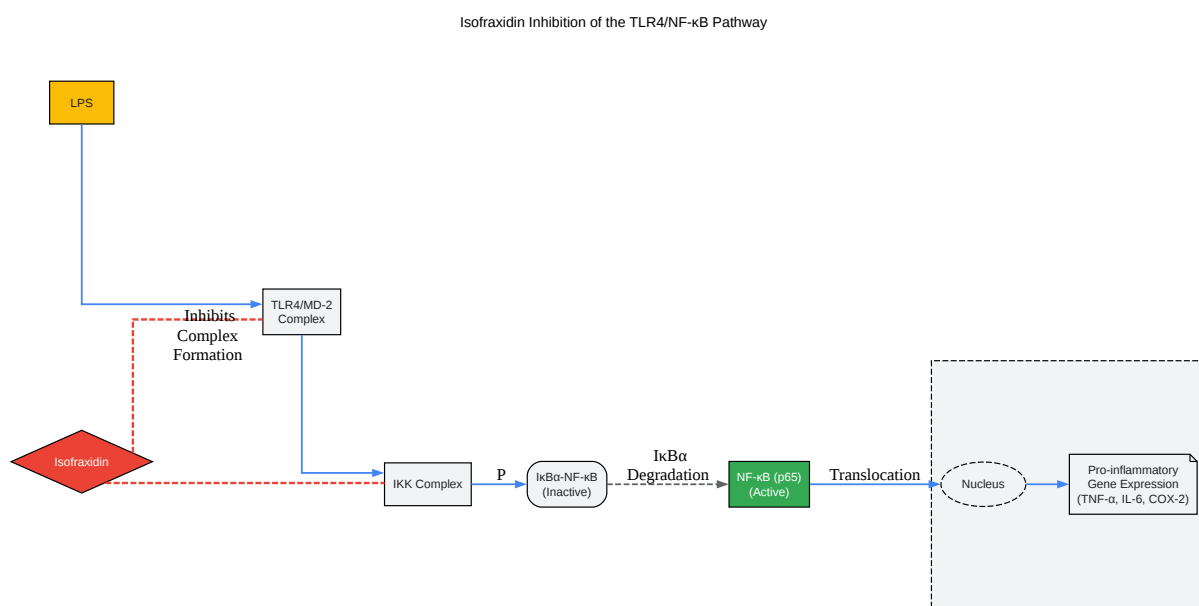 Isofraxidin Inhibition of the TLR4/NF-κB Pathway
LPS
TLR4/MD-2
Complex
Inhibits
Complex
Formation
Isofraxidin
IKK Complex
P
IκBα-NF-κB
(Inactive)
IκBα
Degradation
NF-κB (p65)
(Active)
Translocation
Nucleus
Pro-inflammatory
Gene Expression
(TNF-α, IL-6, COX-2)